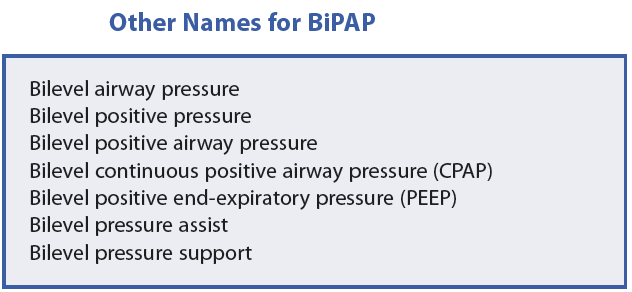 Other Names for BiPAP
Bilevel airway pressure
Bilevel positive pressure
Bilevel positive airway pressure
Bilevel continuous positive airway pressure (CPAP)
Bilevel positive end-expiratory pressure (PEEP)
Bilevel pressure assist
Bilevel pressure support